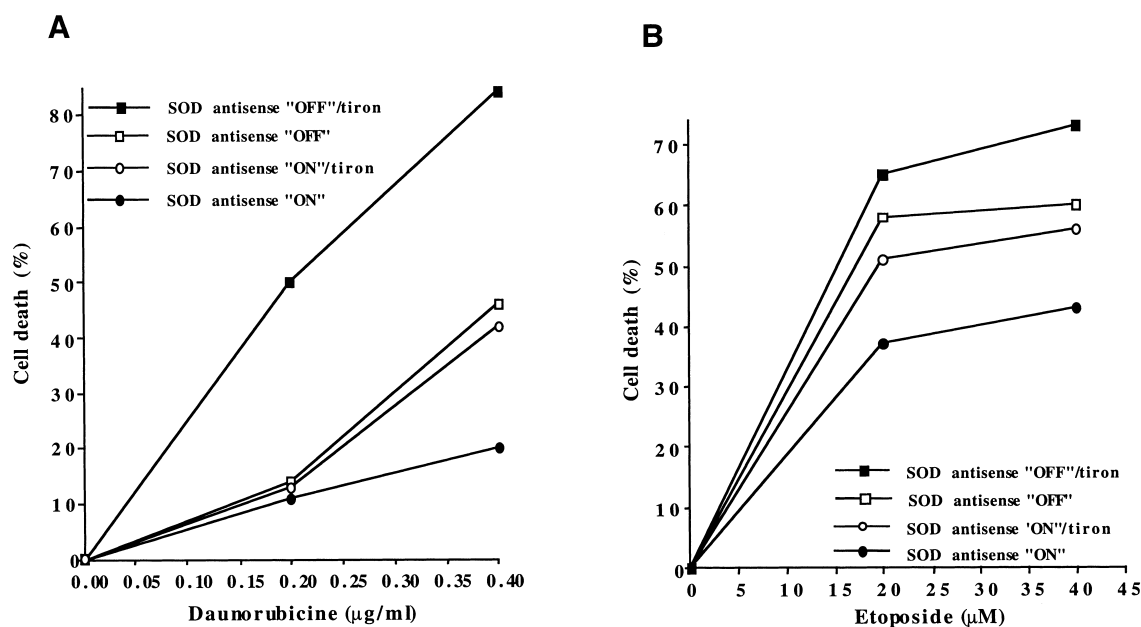 A
80
70
60
50
40
30
20
10
0
0.00 0.05 0.10 0.15 0.20 0.25 0.30 0.35 0.40
Cell death (%)
Daunorubicine (μg/ml)
SOD antisense "OFF"/tiron
SOD antisense "OFF"
SOD antisense "ON"/tiron
SOD antisense "ON"
B
70
60
50
40
30
20
10
0
0 5 10 15 20 25 30 35 40 45
Cell death (%)
Etoposide (μM)
SOD antisense "OFF"/tiron
SOD antisense "OFF"
SOD antisense 'ON"/tiron
SOD antisense "ON"